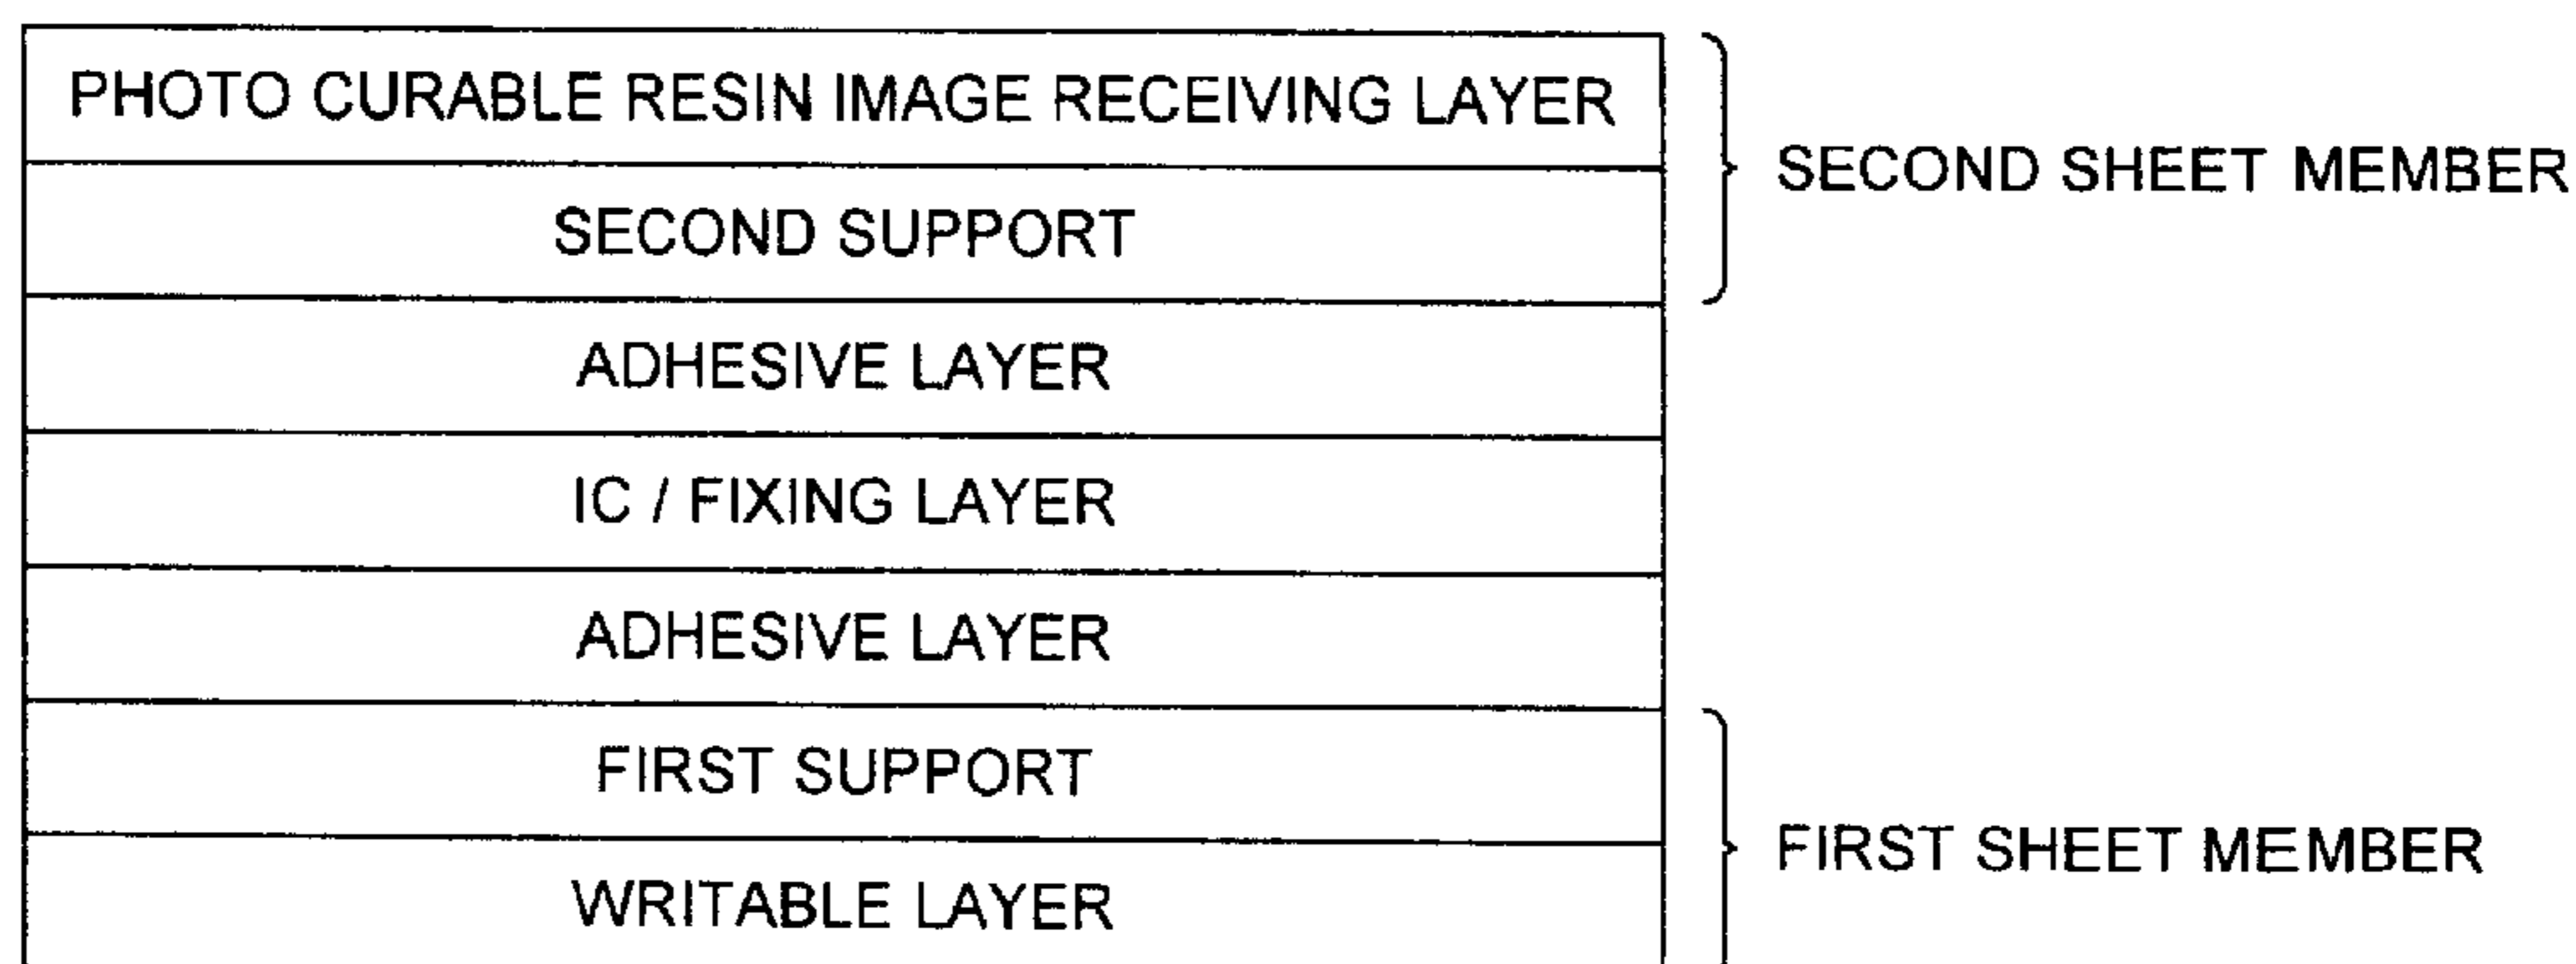 PHOTO CURABLE RESIN IMAGE RECEIVING LAYER
SECOND SUPPORT
SECOND SHEET MEMBER
ADHESIVE LAYER
IC / FIXING LAYER
ADHESIVE LAYER
FIRST SUPPORT
WRITABLE LAYER
FIRST SHEET MEMBER